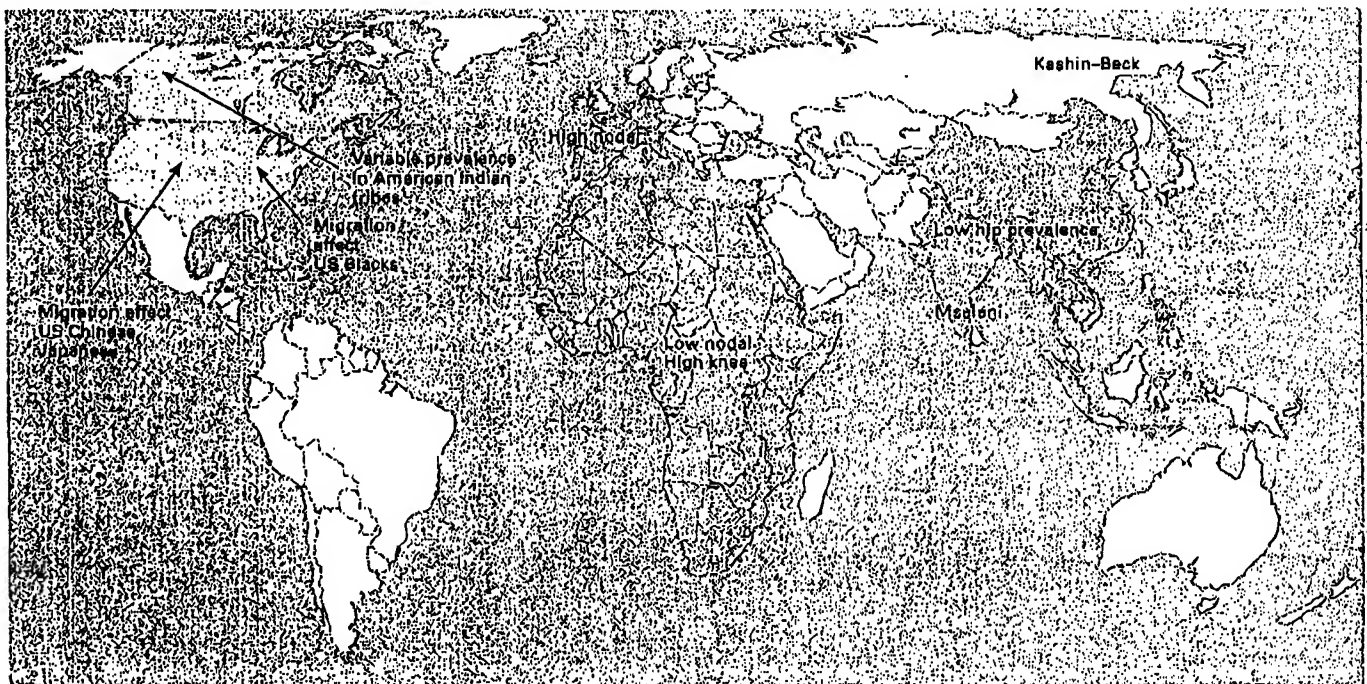 Kashin–Beck
High nodal
Variable prevalence
in American Indian
tribes
Migration
effect
US Blacks
Low hip prevalence
Migration effect
US Chinese
Japanese
Mseleni
Low nodal
High knee